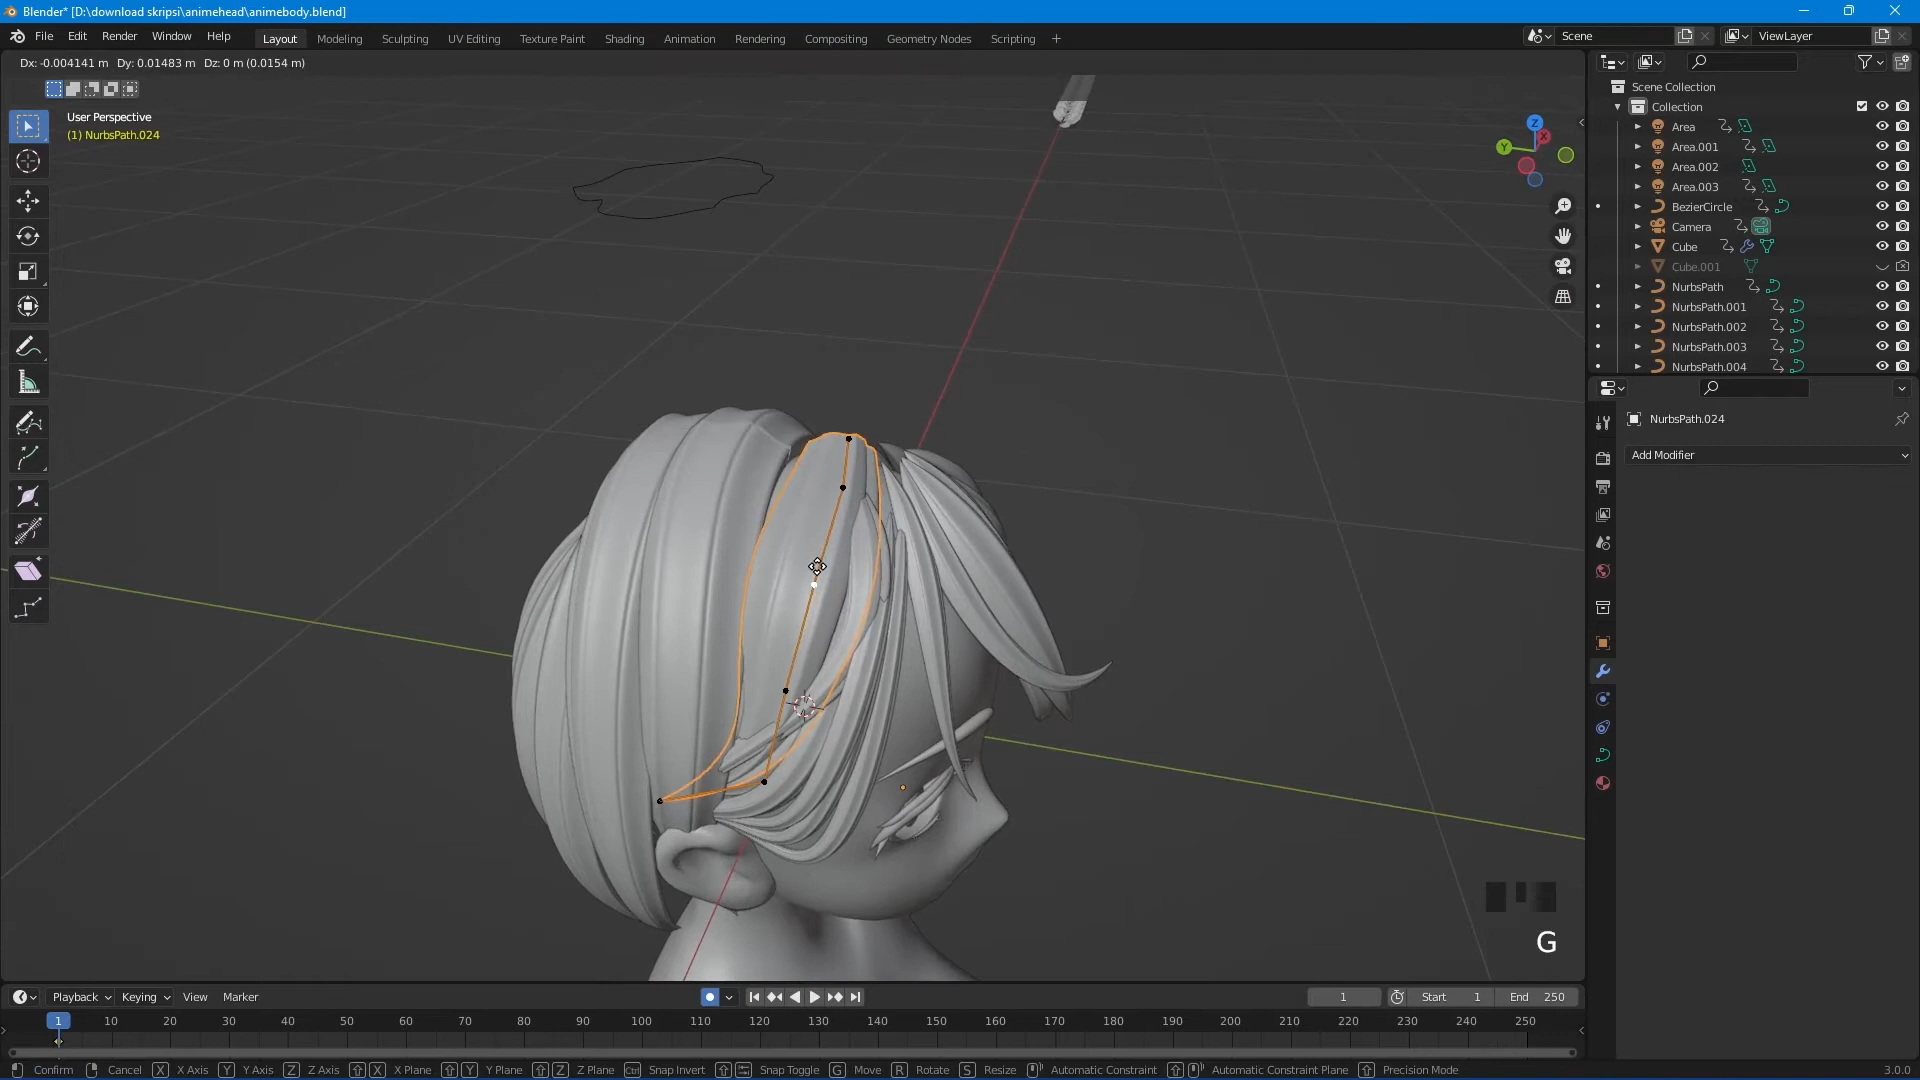 Blender* [D:\download skripsi\animehead\animebody.blend]
File Edit Render Window Help
Layout Modeling Sculpting UV Editing Texture Paint Shading Animation Rendering Compositing Geometry Nodes Scripting +
Scene
ViewLayer
Dx: -0.004141 m Dy: 0.01483 m Dz: 0 m (0.0154 m)
User Perspective
(1) NurbsPath.024
Z
X
Y
Scene Collection
Collection
Area
Area.001
Area.002
Area.003
BezierCircle
Camera
Cube
Cube.001
NurbsPath
NurbsPath.001
NurbsPath.002
NurbsPath.003
NurbsPath.004
NurbsPath.024
Add Modifier
G
Playback Keying View Marker
1
Start 1 End 250
1 10 20 30 40 50 60 70 80 90 100 110 120 130 140 150 160 170 180 190 200 210 220 230 240 250
Confirm Cancel X X Axis Y Y Axis Z Z Axis X X Plane Y Y Plane Z Z Plane Ctrl Snap Invert Snap Toggle G Move R Rotate S Resize Automatic Constraint Automatic Constraint Plane Precision Mode 3.0.0